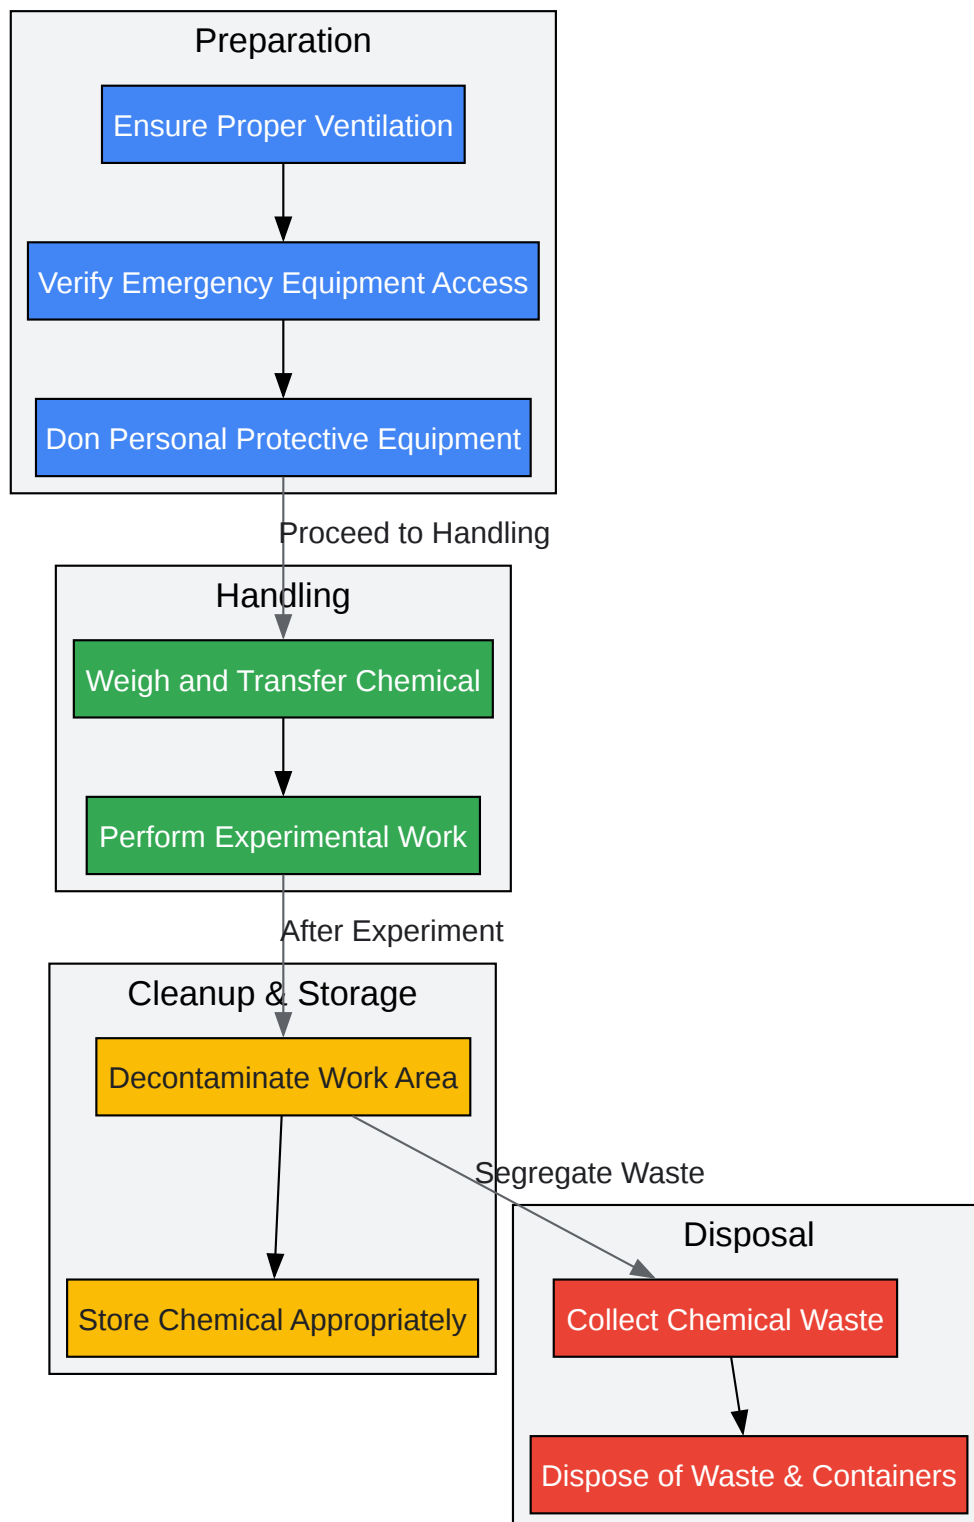 Preparation
Ensure Proper Ventilation
Verify Emergency Equipment Access
Don Personal Protective Equipment
Proceed to Handling
Handling
Weigh and Transfer Chemical
Perform Experimental Work
After Experiment
Cleanup & Storage
Decontaminate Work Area
Segregate Waste
Disposal
Store Chemical Appropriately
Collect Chemical Waste
Dispose of Waste & Containers